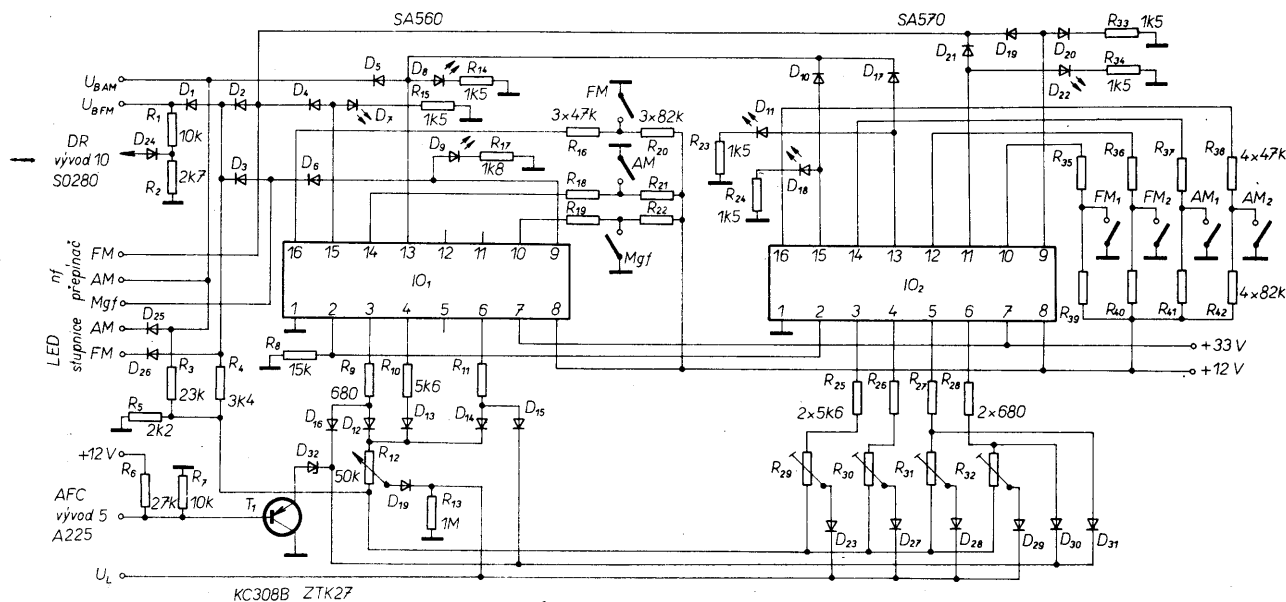 SA560
SA570
R33
1k5
D21
D19
D20
R34
1k5
D22
UBAM
D5
D8
R14
1k5
D10
D17
UBFM
D1
D2
D4
D7
R15
1k5
FM
3×47k
3×82k
R16
R20
D11
R1
10k
DR
vývod 10
S0280
D24
R2
2k7
D3
D6
D9
R17
1k8
AM
R18
R21
R19
R22
Mgf
R23
1k5
R24
1k5
D18
R35
R36
R37
R38
4×47k
FM1
FM2
AM1
AM2
R39
R40
R41
R42
4×82k
nf
přepínač
FM
AM
Mgf
16 15 14 13 12 11 10 9
IO1
1 2 3 4 5 6 7 8
16 15 14 13 12 11 10 9
IO2
1 2 3 4 5 6 7 8
LED
stupnice
AM
FM
D25
D26
R3
23k
R4
3k4
R5
2k2
R8
15k
R9
680
R10
5k6
R11
+33 V
+12 V
D16
D12
D13
D14
D15
R25
R26
R27
R28
2×5k6
2×680
+12 V
R6
27k
R7
10k
AFC
vývod 5
A225
T1
D32
R12
50k
D19
R13
1M
R29
R30
R31
R32
D23
D27
D28
D29
D30
D31
UL
KC308B ZTK27